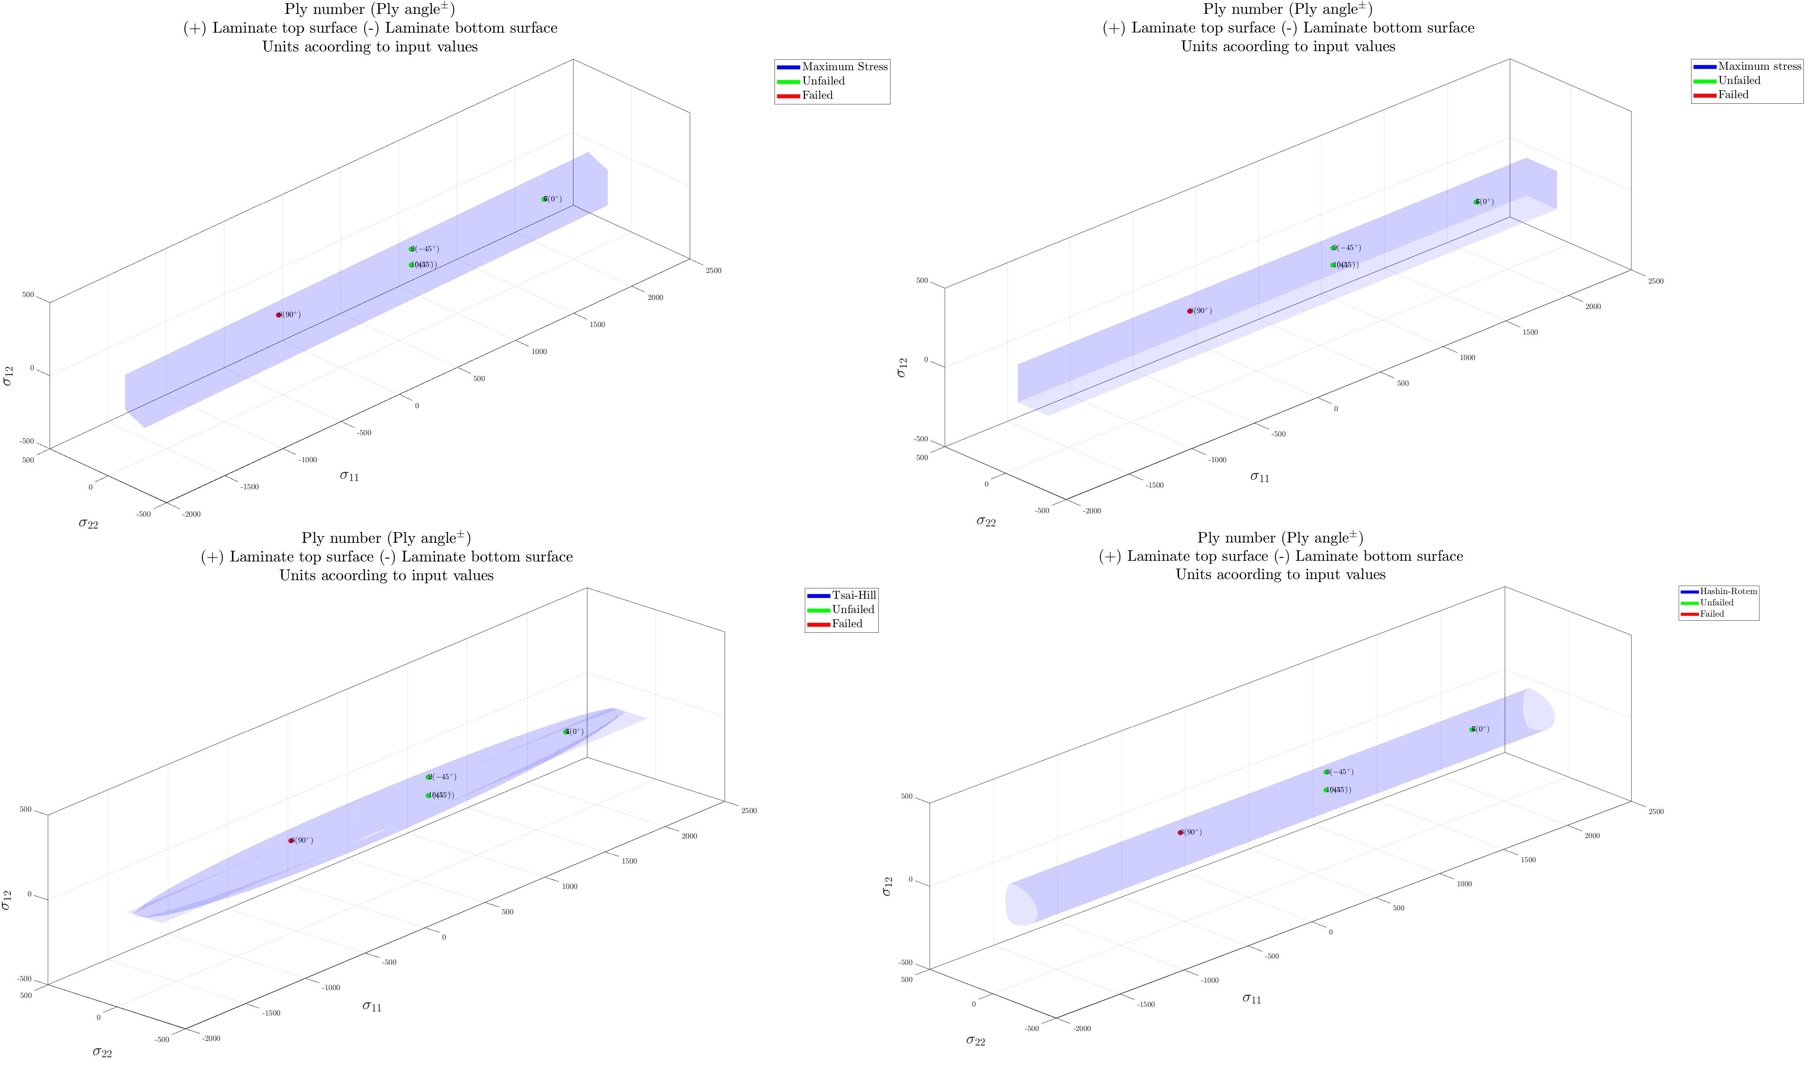 Ply number (Ply angle±)
(+) Laminate top surface (-) Laminate bottom surface
Units acoording to input values
Maximum Stress
Unfailed
Failed
(0°)
(−45°)
(90°)
500
0
-500
σ12
500
0
-500
σ22
-2000
-1500
-1000
-500
0
500
1000
1500
2000
2500
σ11
Ply number (Ply angle±)
(+) Laminate top surface (-) Laminate bottom surface
Units acoording to input values
Maximum stress
Unfailed
Failed
(0°)
(−45°)
(90°)
500
0
-500
σ12
500
0
-500
σ22
-2000
-1500
-1000
-500
0
500
1000
1500
2000
2500
σ11
Ply number (Ply angle±)
(+) Laminate top surface (-) Laminate bottom surface
Units acoording to input values
Tsai-Hill
Unfailed
Failed
(0°)
(−45°)
(90°)
500
0
-500
σ12
500
0
-500
σ22
-2000
-1500
-1000
-500
0
500
1000
1500
2000
2500
σ11
Ply number (Ply angle±)
(+) Laminate top surface (-) Laminate bottom surface
Units acoording to input values
Hashin-Rotem
Unfailed
Failed
(0°)
(−45°)
(90°)
500
0
-500
σ12
500
0
-500
σ22
-2000
-1500
-1000
-500
0
500
1000
1500
2000
2500
σ11